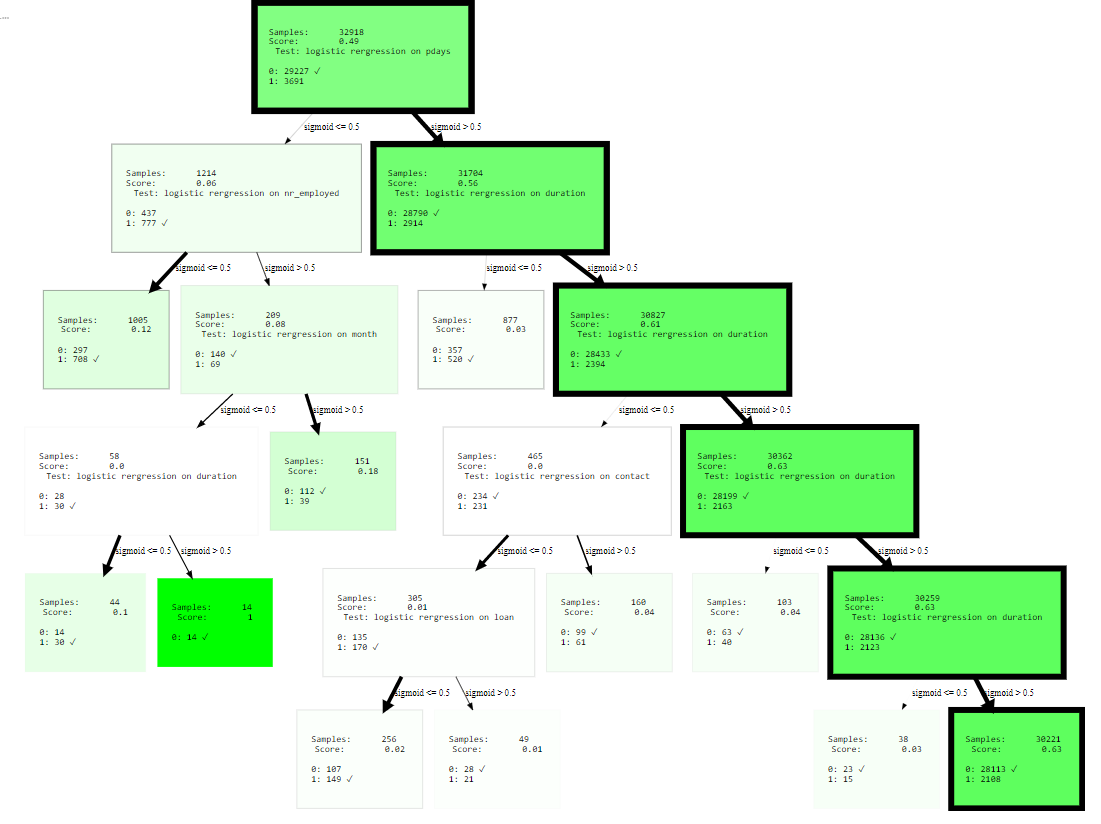 ...
Samples: 32918
Score: 0.49
Test: logistic rergression on pdays
0: 29227 ✓
1: 3691
sigmoid <= 0.5
sigmoid > 0.5
Samples: 1214
Score: 0.06
Test: logistic rergression on nr_employed
0: 437
1: 777 ✓
Samples: 31704
Score: 0.56
Test: logistic rergression on duration
0: 28790 ✓
1: 2914
sigmoid <= 0.5
sigmoid > 0.5
sigmoid <= 0.5
sigmoid > 0.5
Samples: 1005
Score: 0.12
0: 297
1: 708 ✓
Samples: 209
Score: 0.08
Test: logistic rergression on month
0: 140 ✓
1: 69
Samples: 877
Score: 0.03
0: 357
1: 520 ✓
Samples: 30827
Score: 0.61
Test: logistic rergression on duration
0: 28433 ✓
1: 2394
sigmoid <= 0.5
sigmoid > 0.5
sigmoid <= 0.5
sigmoid > 0.5
Samples: 58
Score: 0.0
Test: logistic rergression on duration
0: 28
1: 30 ✓
Samples: 151
Score: 0.18
0: 112 ✓
1: 39
Samples: 465
Score: 0.0
Test: logistic rergression on contact
0: 234 ✓
1: 231
Samples: 30362
Score: 0.63
Test: logistic rergression on duration
0: 28199 ✓
1: 2163
sigmoid <= 0.5
sigmoid > 0.5
sigmoid <= 0.5
sigmoid > 0.5
sigmoid <= 0.5
sigmoid > 0.5
Samples: 44
Score: 0.1
0: 14
1: 30 ✓
Samples: 14
Score: 1
0: 14 ✓
Samples: 305
Score: 0.01
Test: logistic rergression on loan
0: 135
1: 170 ✓
Samples: 160
Score: 0.04
0: 99 ✓
1: 61
Samples: 103
Score: 0.04
0: 63 ✓
1: 40
Samples: 30259
Score: 0.63
Test: logistic rergression on duration
0: 28136 ✓
1: 2123
sigmoid <= 0.5
sigmoid > 0.5
sigmoid <= 0.5
sigmoid > 0.5
Samples: 256
Score: 0.02
0: 107
1: 149 ✓
Samples: 49
Score: 0.01
0: 28 ✓
1: 21
Samples: 38
Score: 0.03
0: 23 ✓
1: 15
Samples: 30221
Score: 0.63
0: 28113 ✓
1: 2108